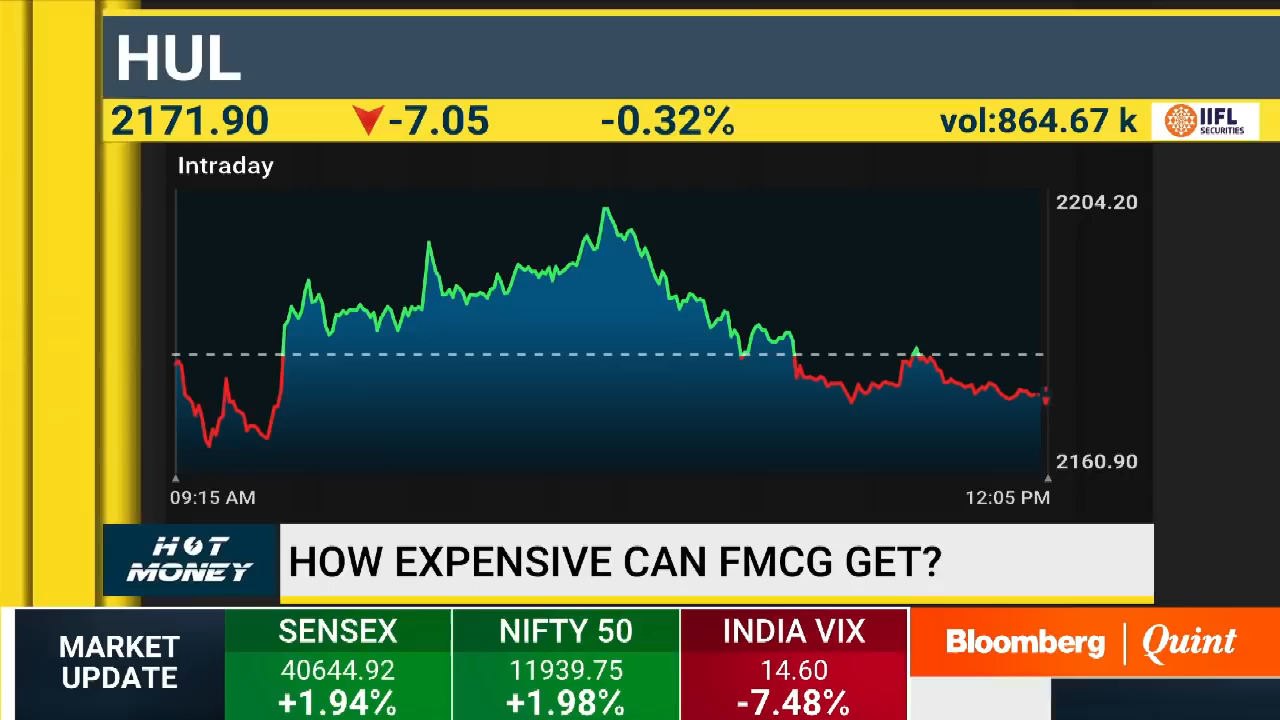 HUL
2171.90 -7.05 -0.32% vol:864.67 k IIFL SECURITIES
Intraday
2204.20
2160.90
09:15 AM 12:05 PM
HOT MONEY
HOW EXPENSIVE CAN FMCG GET?
MARKET UPDATE
SENSEX
40644.92
+1.94%
NIFTY 50
11939.75
+1.98%
INDIA VIX
14.60
-7.48%
Bloomberg | Quint